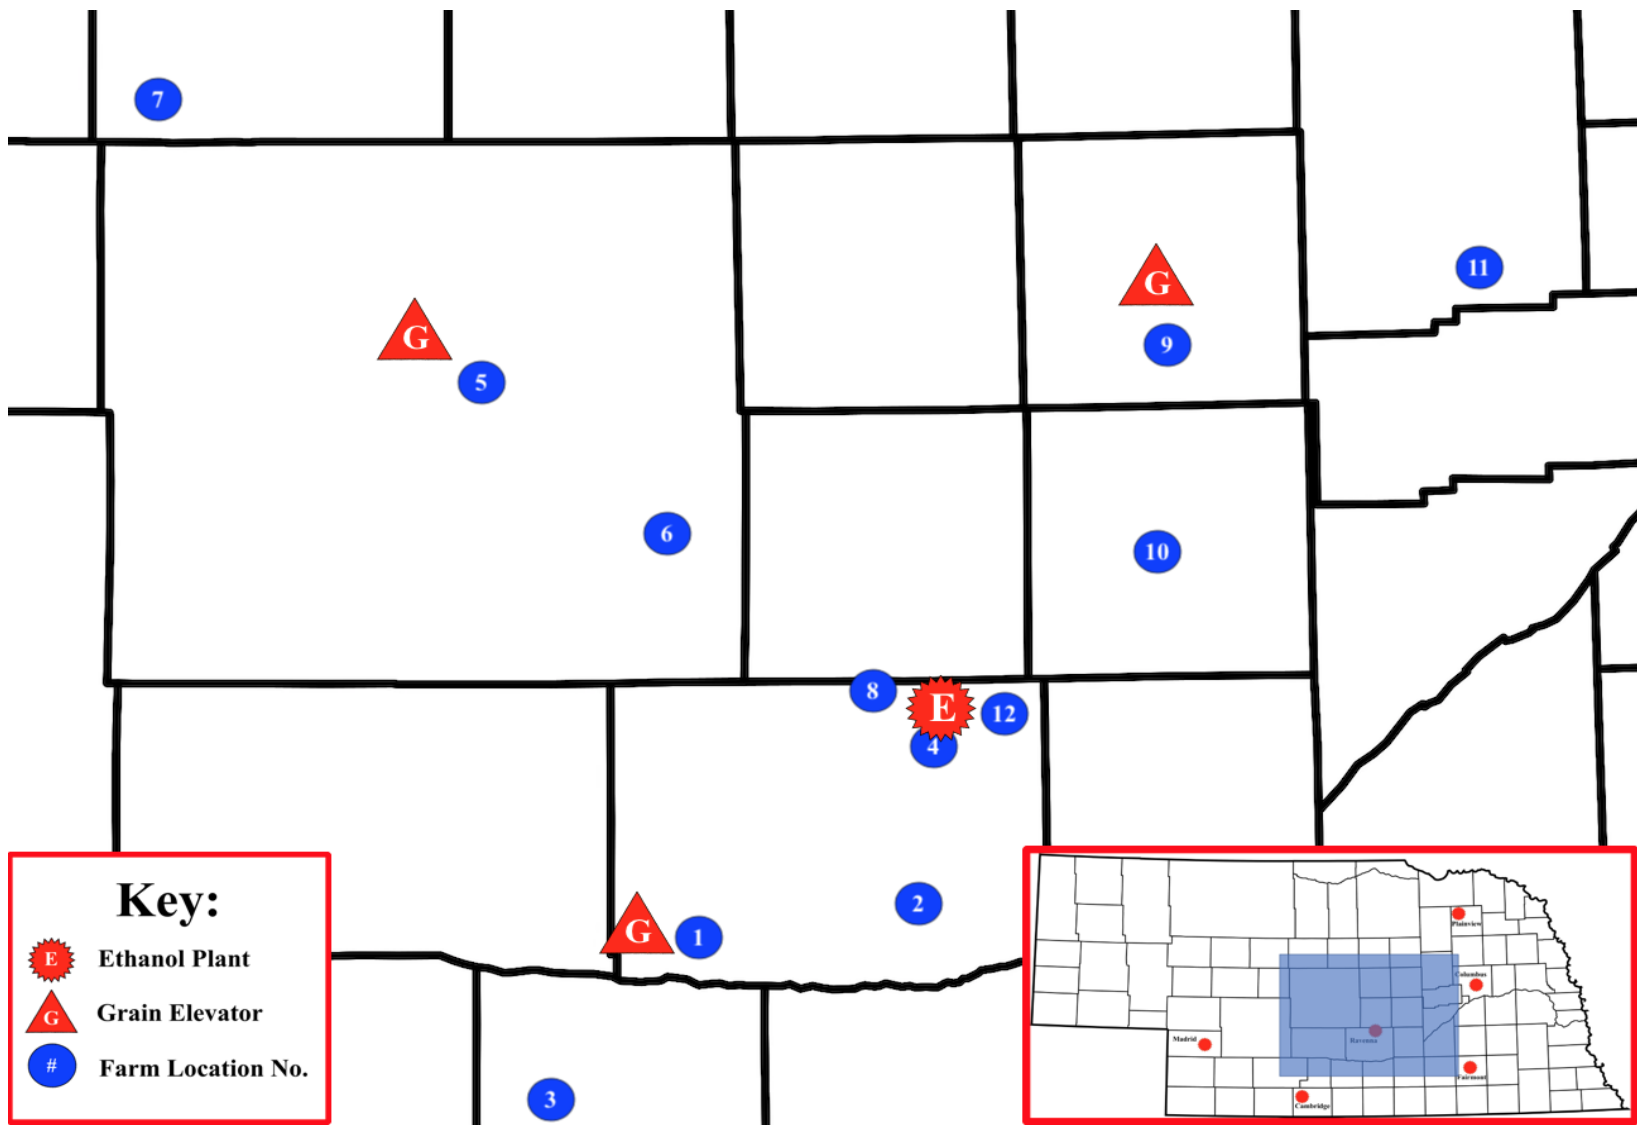 7
11
G
G
9
5
6
10
8
E
12
4
2
G
1
3
Key:
E Ethanol Plant
G Grain Elevator
# Farm Location No.
Plainview
Columbus
Ravenna
Madrid
Fairmont
Cambridge